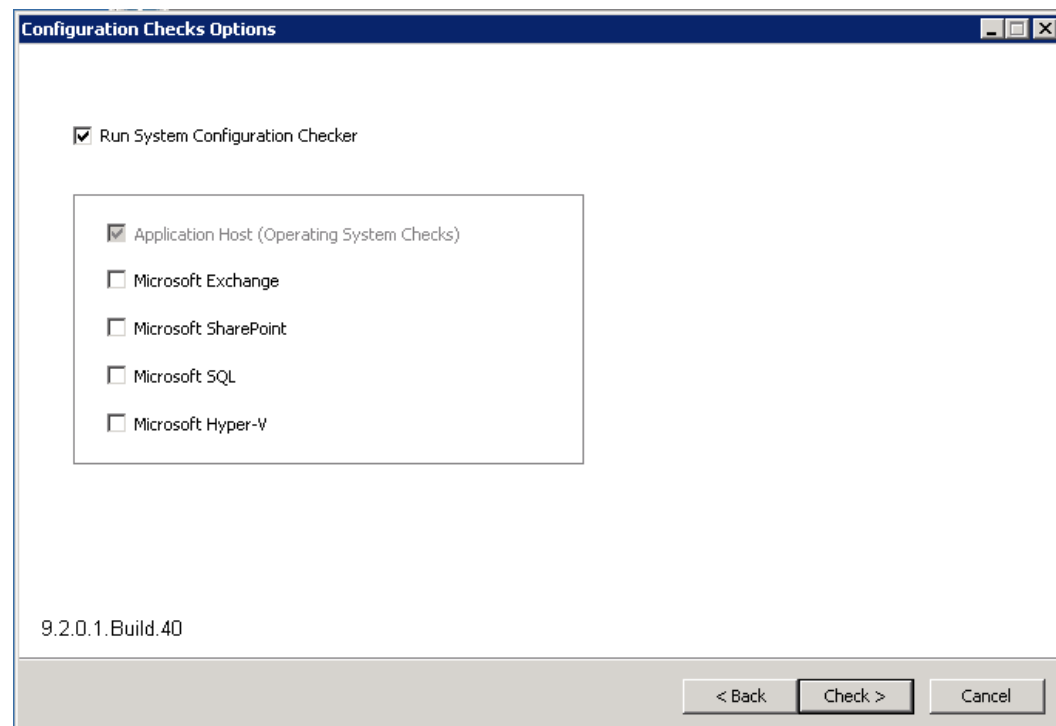 Configuration Checks Options
Run System Configuration Checker
Application Host (Operating System Checks)
Microsoft Exchange
Microsoft SharePoint
Microsoft SQL
Microsoft Hyper-V
9.2.0.1.Build.40
< Back Check > Cancel